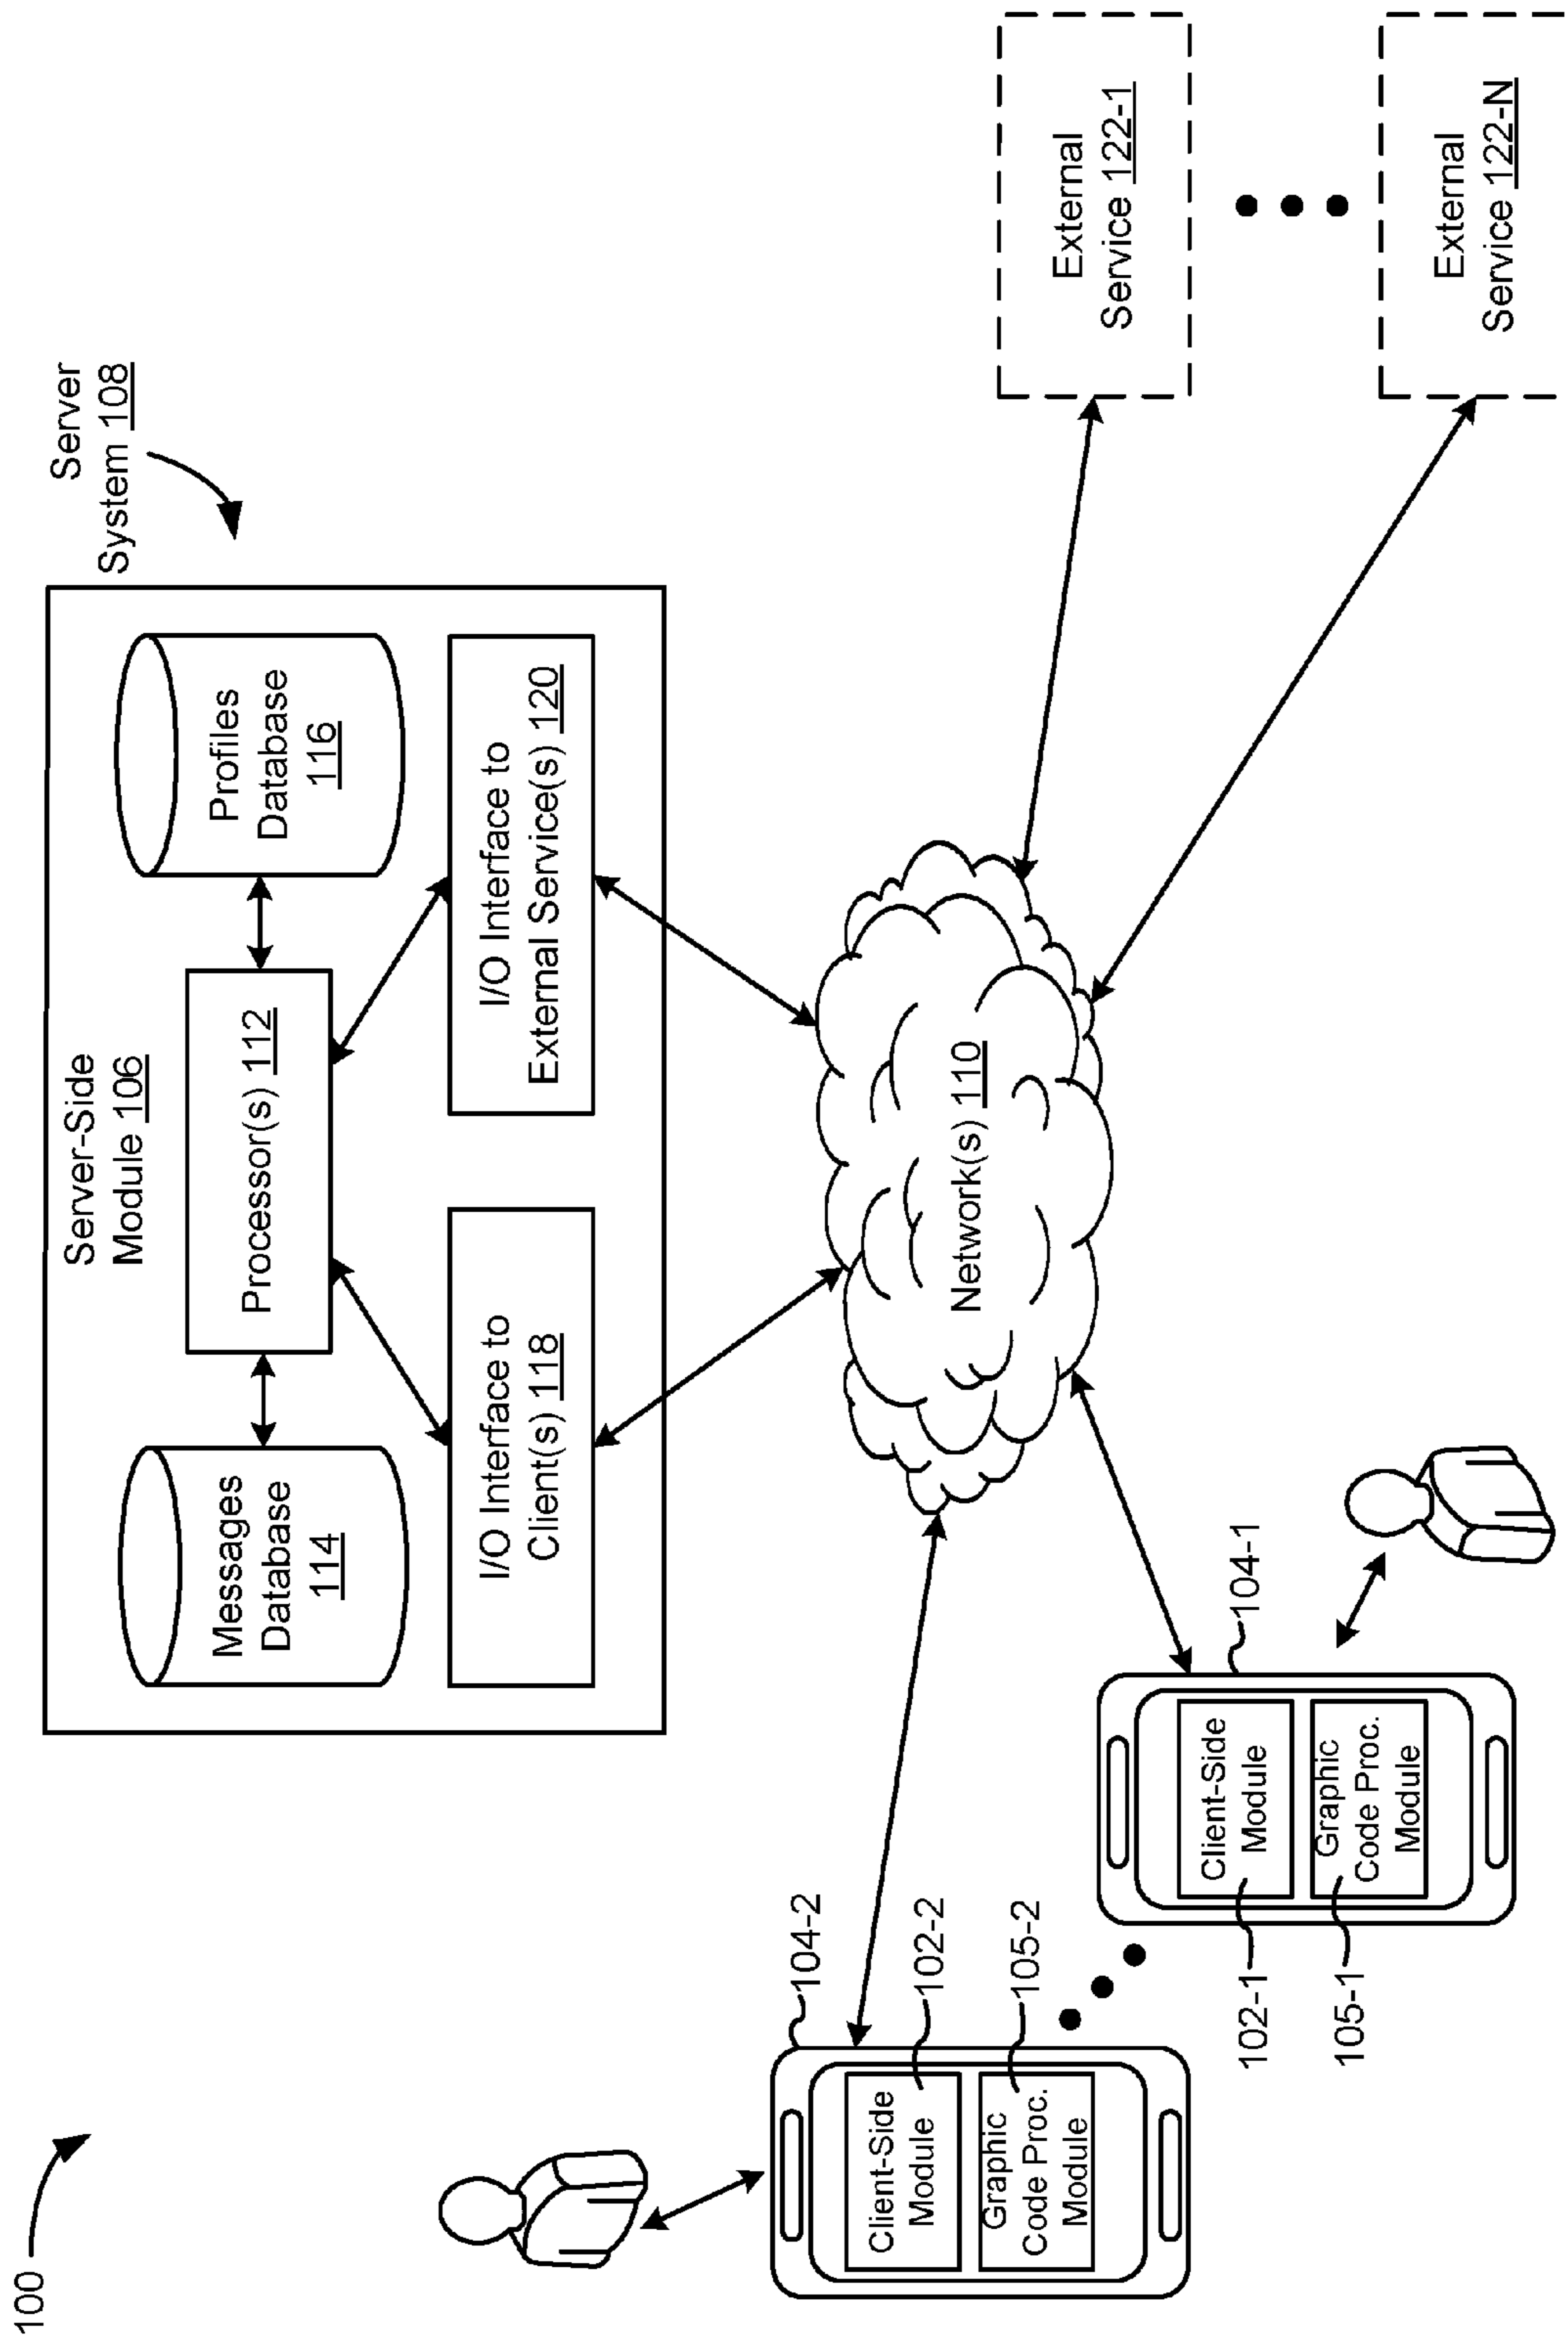 100
Server
System 108
Server-Side
Module 106
Messages
Database
114
Processor(s) 112
Profiles
Database
116
I/O Interface to
Client(s) 118
I/O Interface to
External Service(s) 120
Network(s) 110
External
Service 122-1
External
Service 122-N
104-2
Client-Side
Module
102-2
Graphic
Code Proc.
Module
105-2
104-1
Client-Side
Module
102-1
Graphic
Code Proc.
Module
105-1